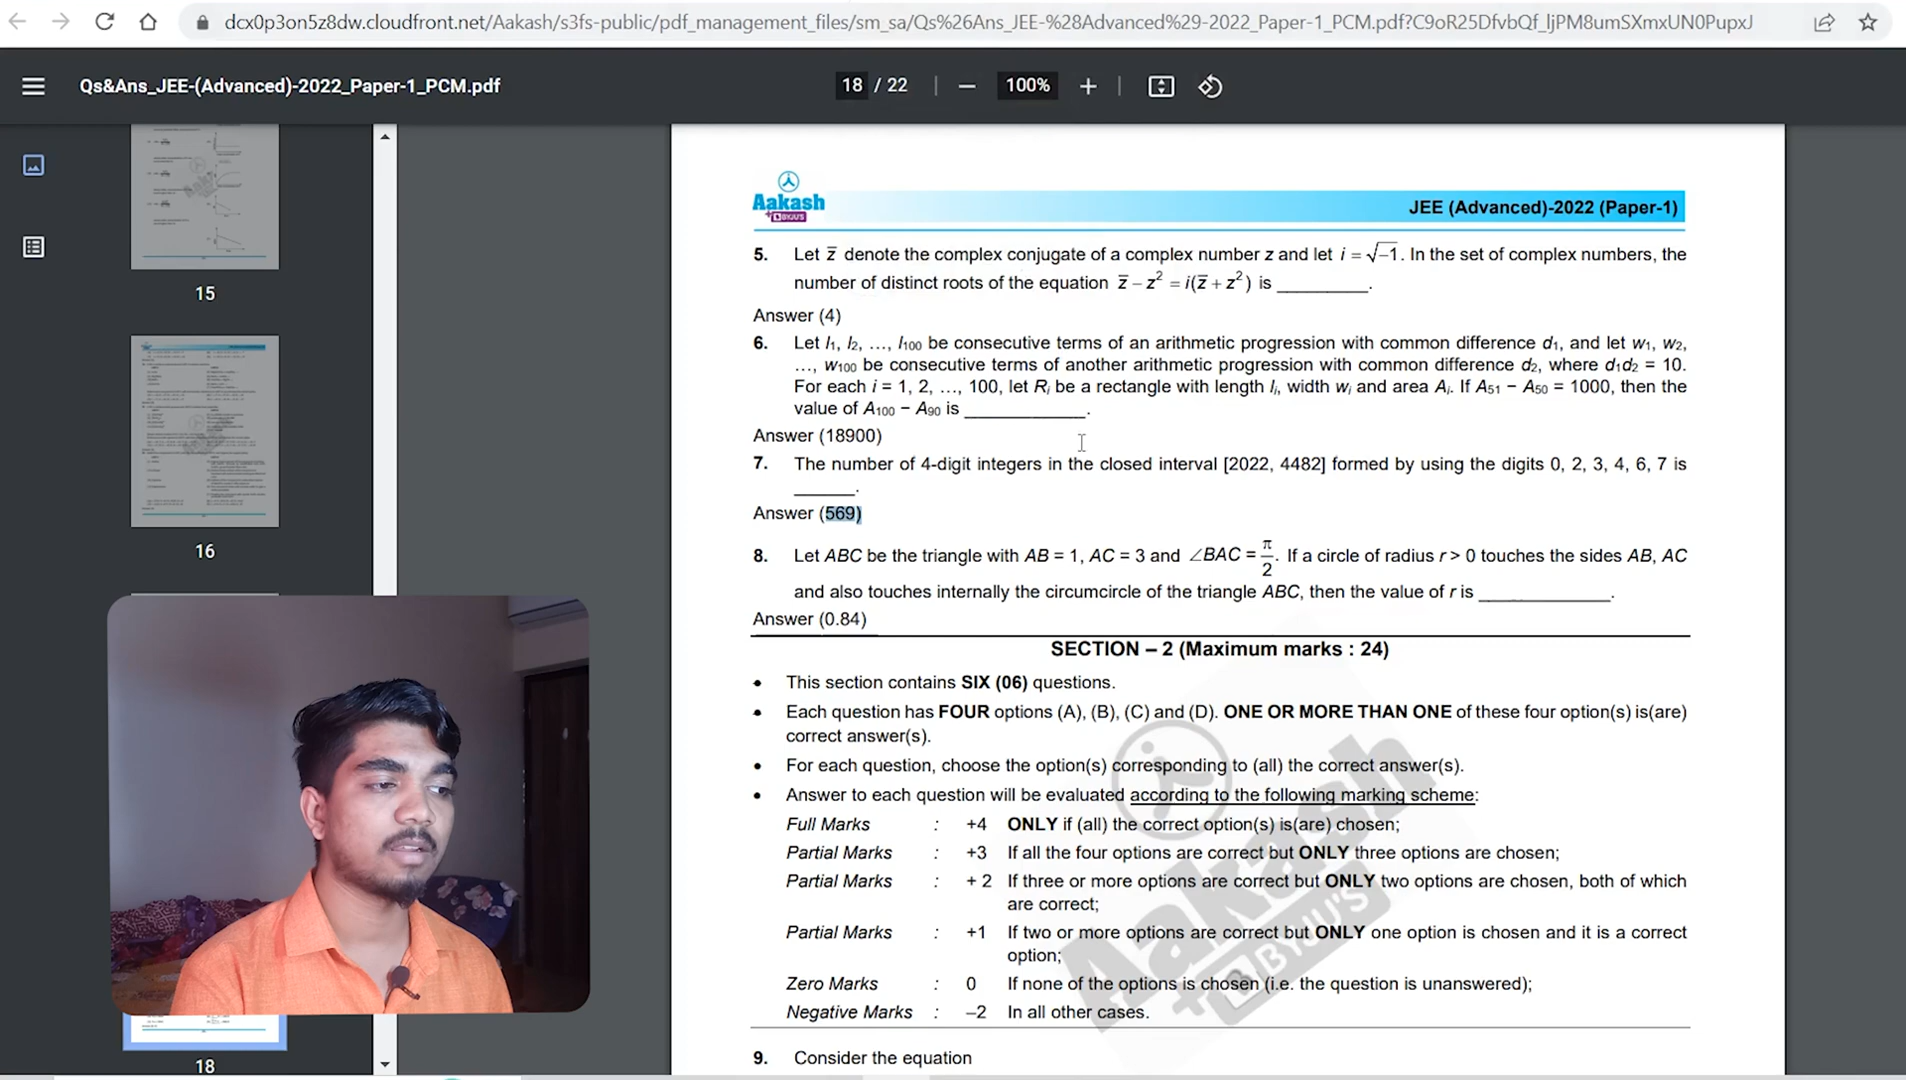 dcx0p3on5z8dw.cloudfront.net/Aakash/s3fs-public/pdf_management_files/sm_sa/Qs%26Ans_JEE-%28Advanced%29-2022_Paper-1_PCM.pdf?C9oR25DfvbQf_ljPM8umSXmxUN0PupxJ
Qs&Ans_JEE-(Advanced)-2022_Paper-1_PCM.pdf
18 / 22
100%
15
16
18
Aakash
BYJU'S
JEE (Advanced)-2022 (Paper-1)
5. Let z̅ denote the complex conjugate of a complex number z and let i = √−1. In the set of complex numbers, the
number of distinct roots of the equation z̅ − z² = i(z̅ + z²) is _________.
Answer (4)
6. Let l₁, l₂, …, l₁₀₀ be consecutive terms of an arithmetic progression with common difference d₁, and let w₁, w₂,
…, w₁₀₀ be consecutive terms of another arithmetic progression with common difference d₂, where d₁d₂ = 10.
For each i = 1, 2, …, 100, let Rᵢ be a rectangle with length lᵢ, width wᵢ and area Aᵢ. If A₅₁ − A₅₀ = 1000, then the
value of A₁₀₀ − A₉₀ is ____________.
Answer (18900)
7. The number of 4-digit integers in the closed interval [2022, 4482] formed by using the digits 0, 2, 3, 4, 6, 7 is
______.
Answer (569)
8. Let ABC be the triangle with AB = 1, AC = 3 and ∠BAC = π/2. If a circle of radius r > 0 touches the sides AB, AC
and also touches internally the circumcircle of the triangle ABC, then the value of r is _____________.
Answer (0.84)
SECTION – 2 (Maximum marks : 24)
• This section contains SIX (06) questions.
• Each question has FOUR options (A), (B), (C) and (D). ONE OR MORE THAN ONE of these four option(s) is(are)
correct answer(s).
• For each question, choose the option(s) corresponding to (all) the correct answer(s).
• Answer to each question will be evaluated according to the following marking scheme:
Full Marks : +4 ONLY if (all) the correct option(s) is(are) chosen;
Partial Marks : +3 If all the four options are correct but ONLY three options are chosen;
Partial Marks : + 2 If three or more options are correct but ONLY two options are chosen, both of which
are correct;
Partial Marks : +1 If two or more options are correct but ONLY one option is chosen and it is a correct
option;
Zero Marks : 0 If none of the options is chosen (i.e. the question is unanswered);
Negative Marks : –2 In all other cases.
Aakash
BYJU'S
9. Consider the equation